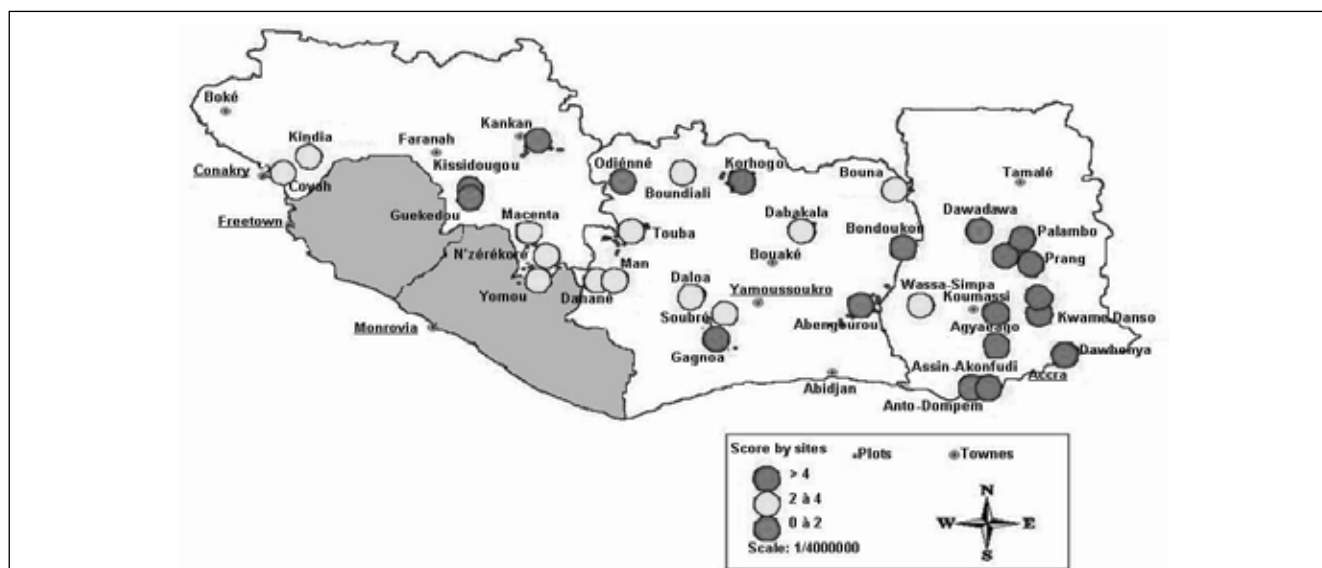 Boké
Kindia
Conakry
Coyah
Freetown
Faranah
Kankan
Kissidougou
Guekedou
Macenta
N'zérékoré
Yomou
Monrovia
Odiénné
Boundiali
Korhogo
Bouna
Touba
Dabakala
Bondoukou
Man
Danané
Bouaké
Daloa
Yamoussoukro
Soubré
Abengourou
Gagnoa
Abidjan
Tamalé
Dawadawa
Palambo
Prang
Wassa-Simpa
Koumassi
Kwame Danso
Agyaeago
Dawhenya
Assin-Akonfudi
Accra
Anto-Dompem
Score by sites
Plots
Townes
> 4
2 à 4
0 à 2
Scale: 1/4000000
N
W
E
S